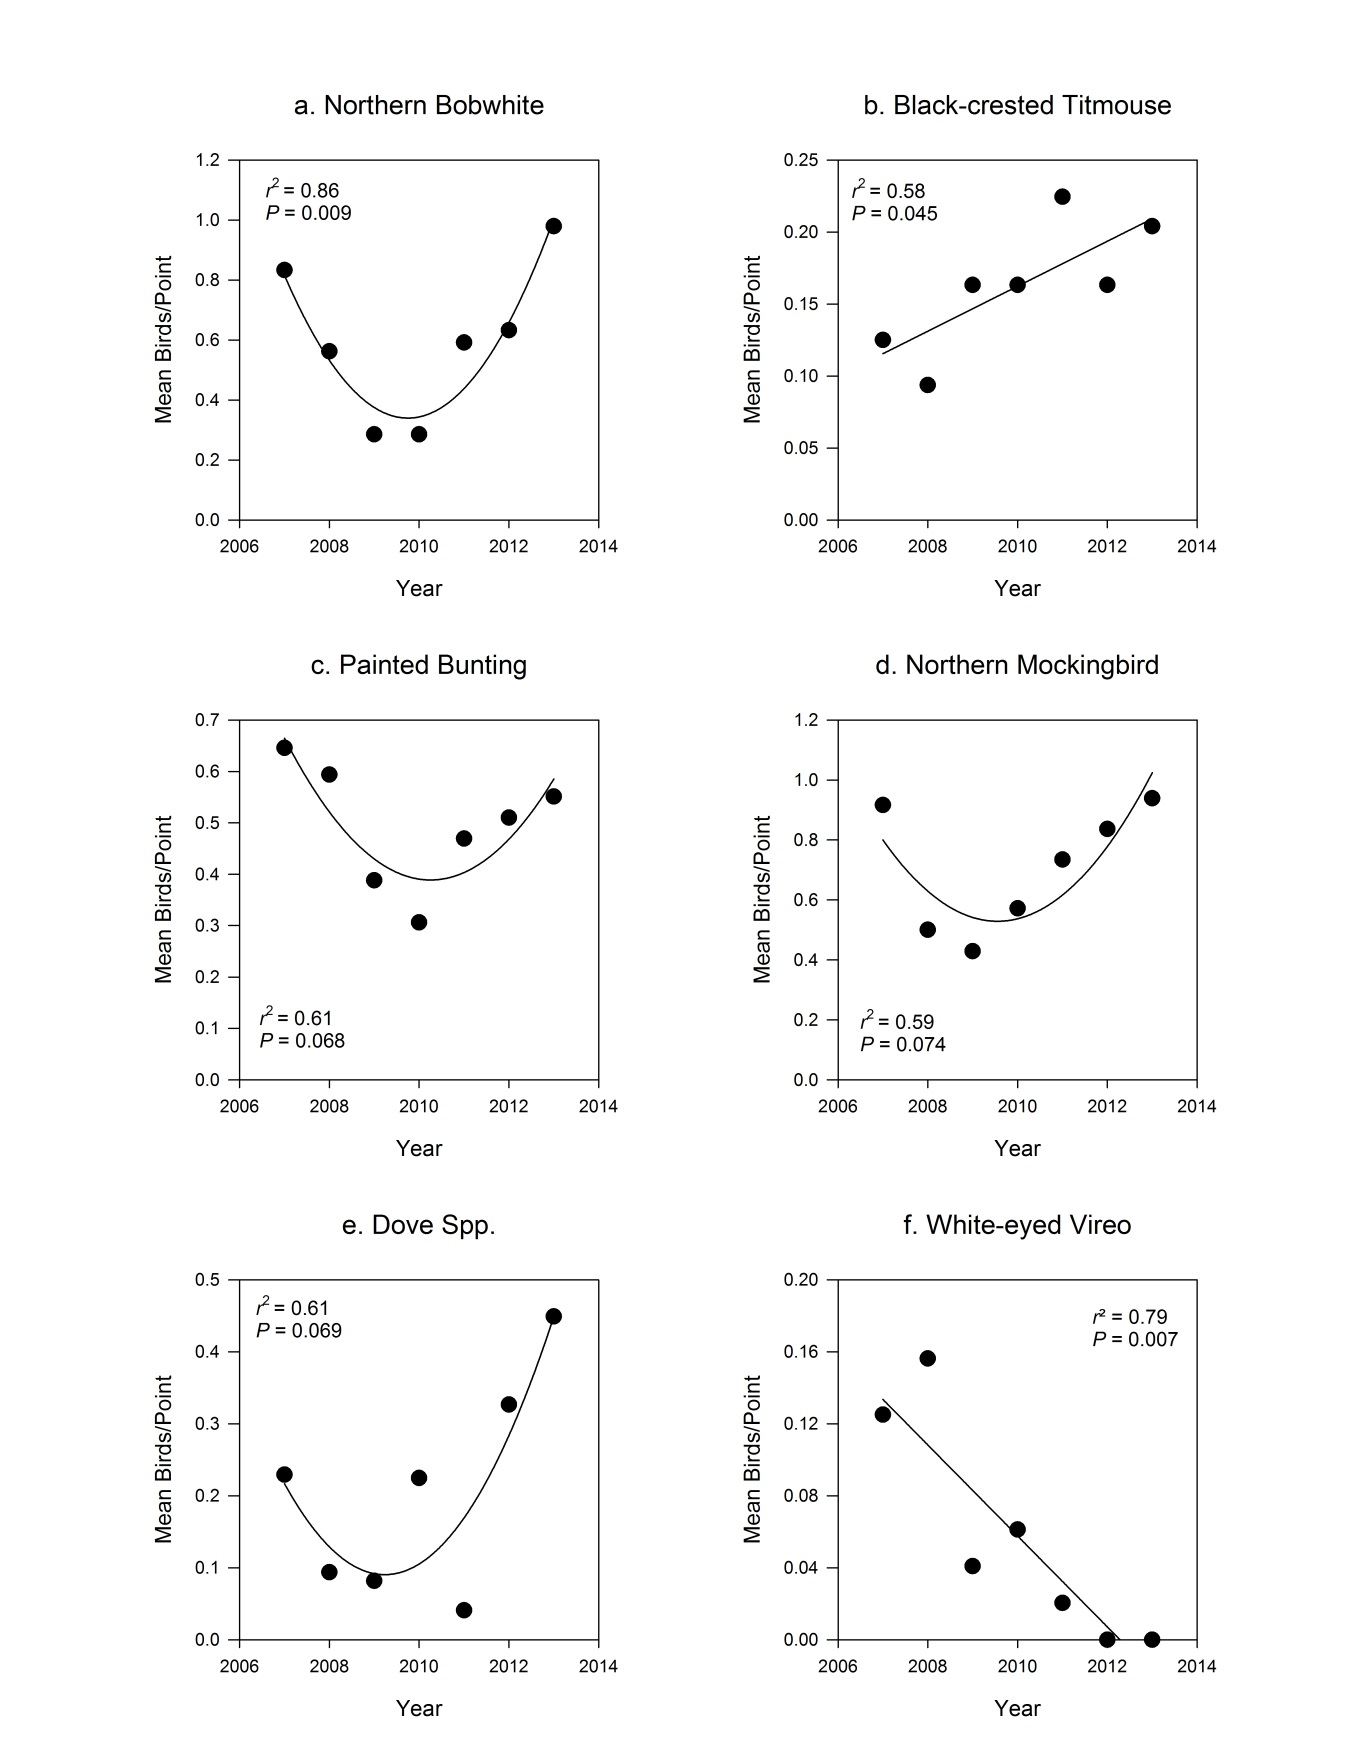 a. Northern Bobwhite
r² = 0.86
P = 0.009
Mean Birds/Point
1.2
1.0
0.8
0.6
0.4
0.2
0.0
2006 2008 2010 2012 2014
Year
b. Black-crested Titmouse
r² = 0.58
P = 0.045
Mean Birds/Point
0.25
0.20
0.15
0.10
0.05
0.00
2006 2008 2010 2012 2014
Year
c. Painted Bunting
Mean Birds/Point
0.7
0.6
0.5
0.4
0.3
0.2
0.1
0.0
r² = 0.61
P = 0.068
2006 2008 2010 2012 2014
Year
d. Northern Mockingbird
Mean Birds/Point
1.2
1.0
0.8
0.6
0.4
0.2
0.0
r² = 0.59
P = 0.074
2006 2008 2010 2012 2014
Year
e. Dove Spp.
r² = 0.61
P = 0.069
Mean Birds/Point
0.5
0.4
0.3
0.2
0.1
0.0
2006 2008 2010 2012 2014
Year
f. White-eyed Vireo
r² = 0.79
P = 0.007
Mean Birds/Point
0.20
0.16
0.12
0.08
0.04
0.00
2006 2008 2010 2012 2014
Year